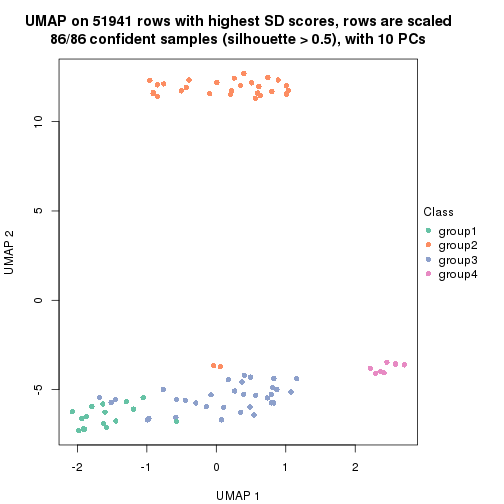 UMAP on 51941 rows with highest SD scores, rows are scaled
86/86 confident samples (silhouette > 0.5), with 10 PCs
10
5
0
-5
UMAP 2
-2
-1
0
1
2
UMAP 1
Class
group1
group2
group3
group4